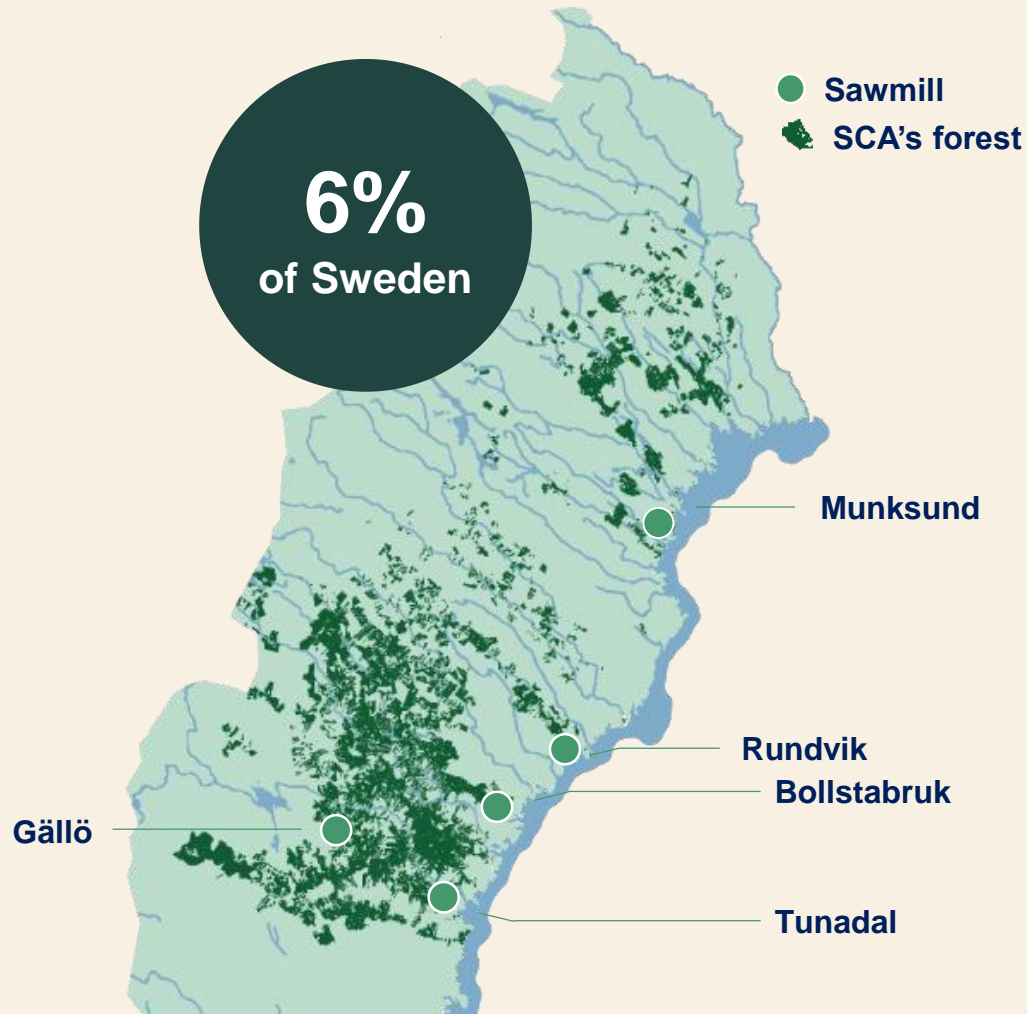 Sawmill
SCA's forest
6%
of Sweden
Munksund
Rundvik
Bollstabruk
Gällö
Tunadal